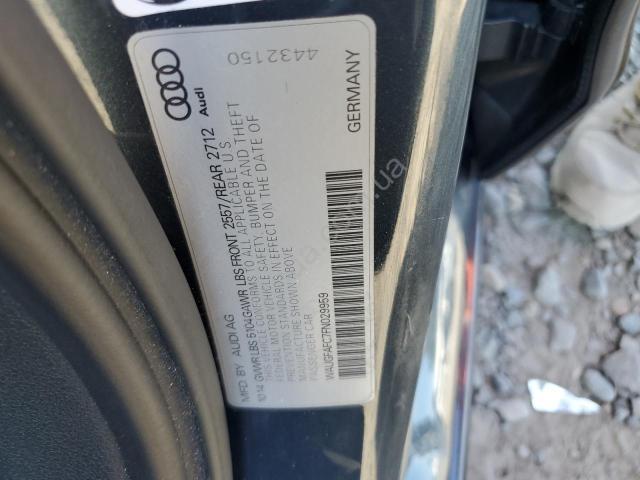 MFD. BY AUDI AG
10 14 GVWR LBS 5104 GAWR LBS FRONT 2557/REAR 2712
THIS VEHICLE CONFORMS TO ALL APPLICABLE U.S.
FEDERAL MOTOR VEHICLE SAFETY, BUMPER AND THEFT
PREVENTION STANDARDS IN EFFECT ON THE DATE OF
MANUFACTURE SHOWN ABOVE
PASSENGER CAR
WAUGFAFC7FN029959
Audi
4432150
GERMANY